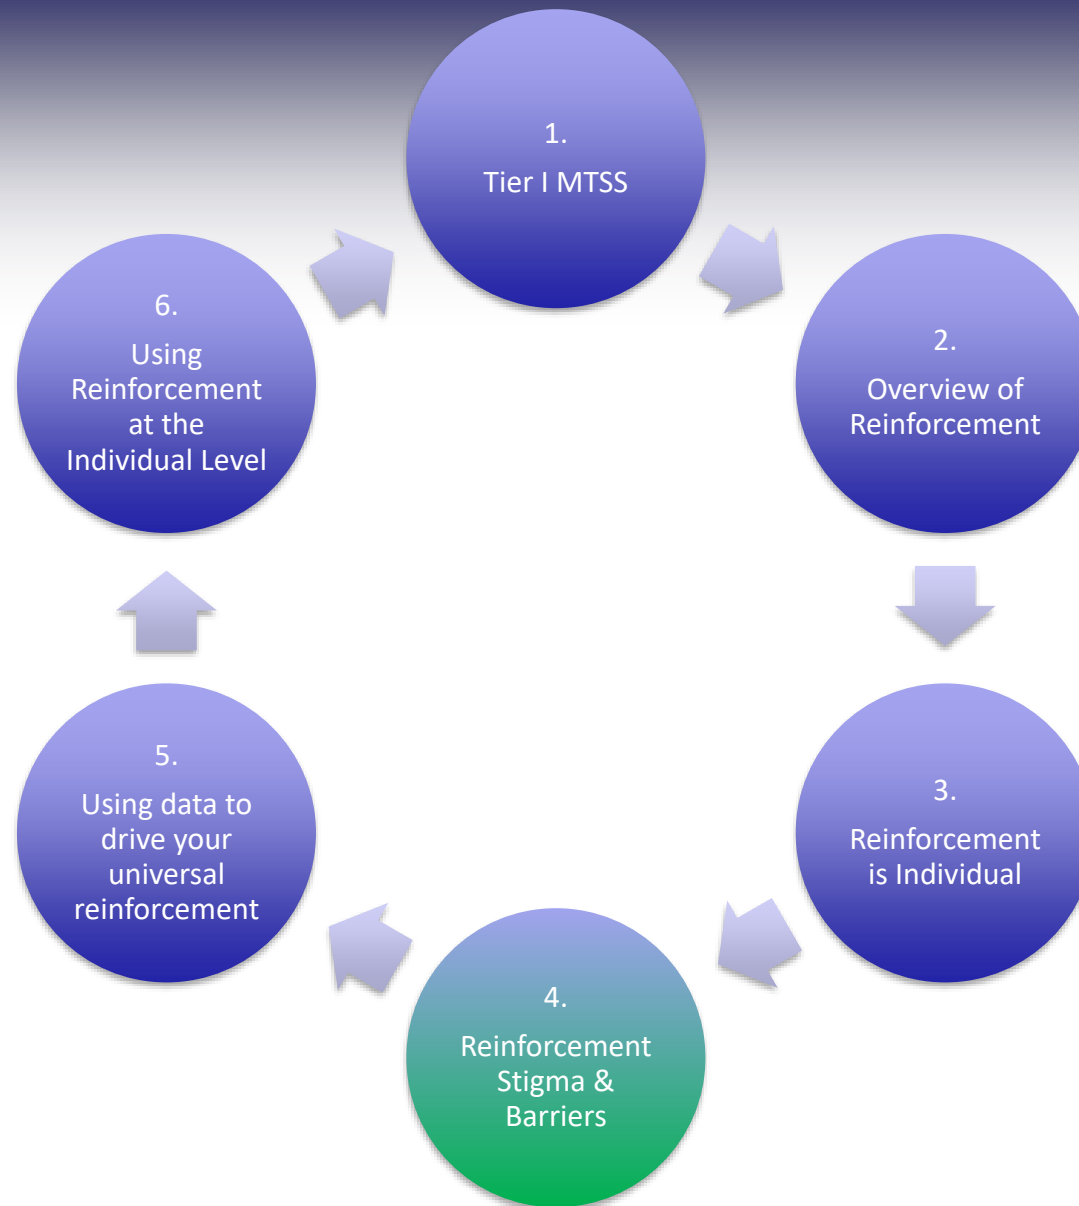 1.
Tier I MTSS
2.
Overview of
Reinforcement
3.
Reinforcement
is Individual
4.
Reinforcement
Stigma &
Barriers
5.
Using data to
drive your
universal
reinforcement
6.
Using
Reinforcement
at the
Individual Level